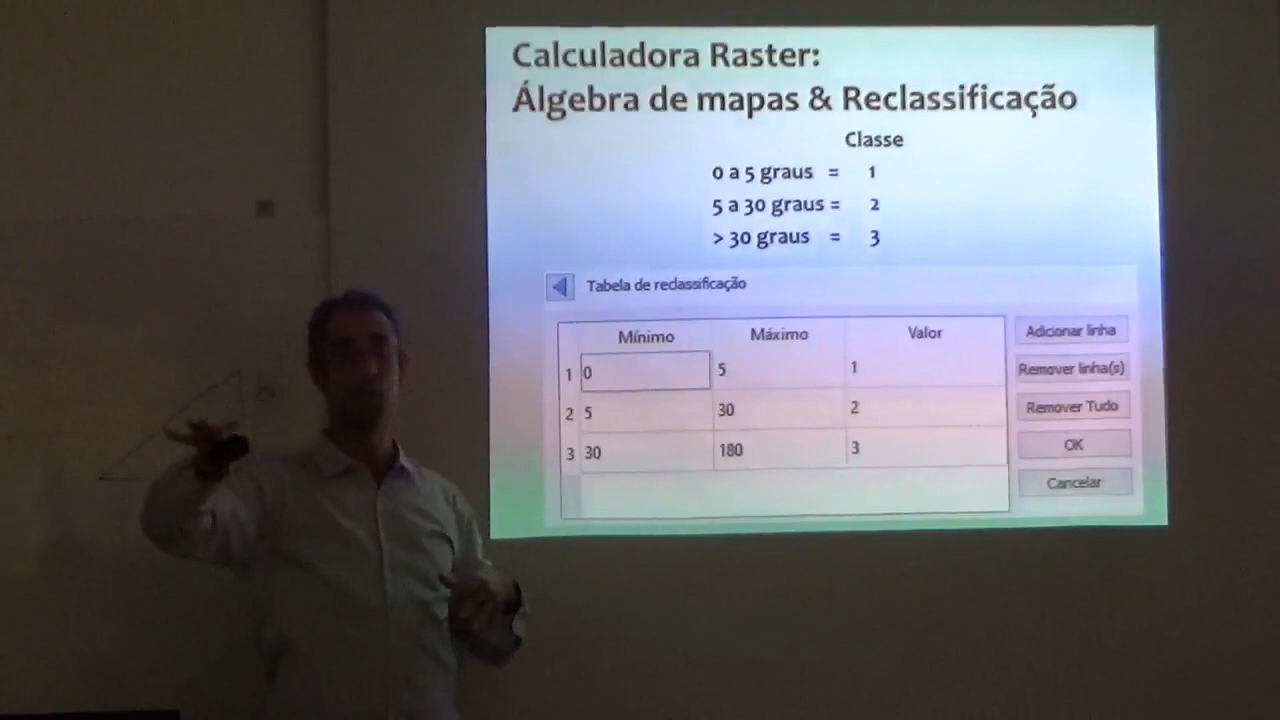 Calculadora Raster:
Álgebra de mapas & Reclassificação
Classe
0 a 5 graus = 1
5 a 30 graus = 2
> 30 graus = 3
Tabela de reclassificação
Mínimo Máximo Valor
1 0 5 1
2 5 30 2
3 30 180 3
Adicionar linha
Remover linha(s)
Remover Tudo
OK
Cancelar